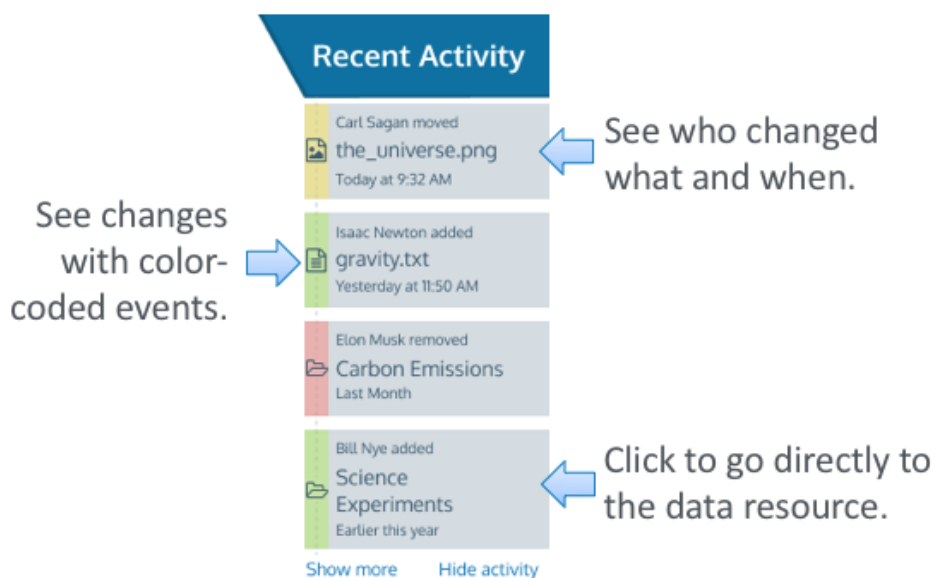 Recent Activity
Carl Sagan moved
the_universe.png
Today at 9:32 AM
See who changed
what and when.
See changes
with color-
coded events.
Isaac Newton added
gravity.txt
Yesterday at 11:50 AM
Elon Musk removed
Carbon Emissions
Last Month
Bill Nye added
Science
Experiments
Earlier this year
Click to go directly to
the data resource.
Show more
Hide activity